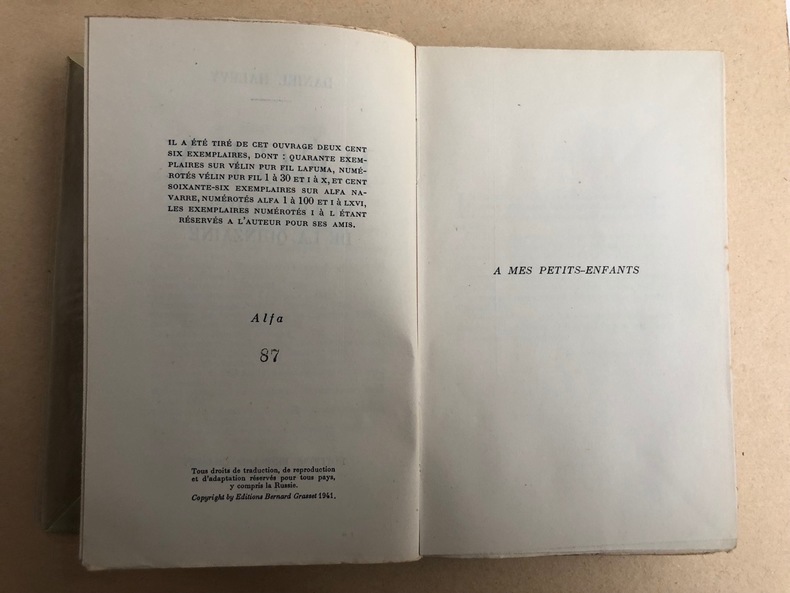 IL A ÉTÉ TIRÉ DE CET OUVRAGE DEUX CENT
SIX EXEMPLAIRES, DONT : QUARANTE EXEM-
PLAIRES SUR VÉLIN PUR FIL LAFUMA, NUMÉ-
ROTÉS VÉLIN PUR FIL 1 à 30 ET I à X, ET CENT
SOIXANTE-SIX EXEMPLAIRES SUR ALFA NA-
VARRE, NUMÉROTÉS ALFA 1 à 100 ET I à LXVI,
LES EXEMPLAIRES NUMÉROTÉS I à L ÉTANT
RÉSERVÉS A L'AUTEUR POUR SES AMIS.
Alfa
87
Tous droits de traduction, de reproduction
et d'adaptation réservés pour tous pays,
y compris la Russie.
Copyright by Editions Bernard Grasset 1941.
A MES PETITS-ENFANTS